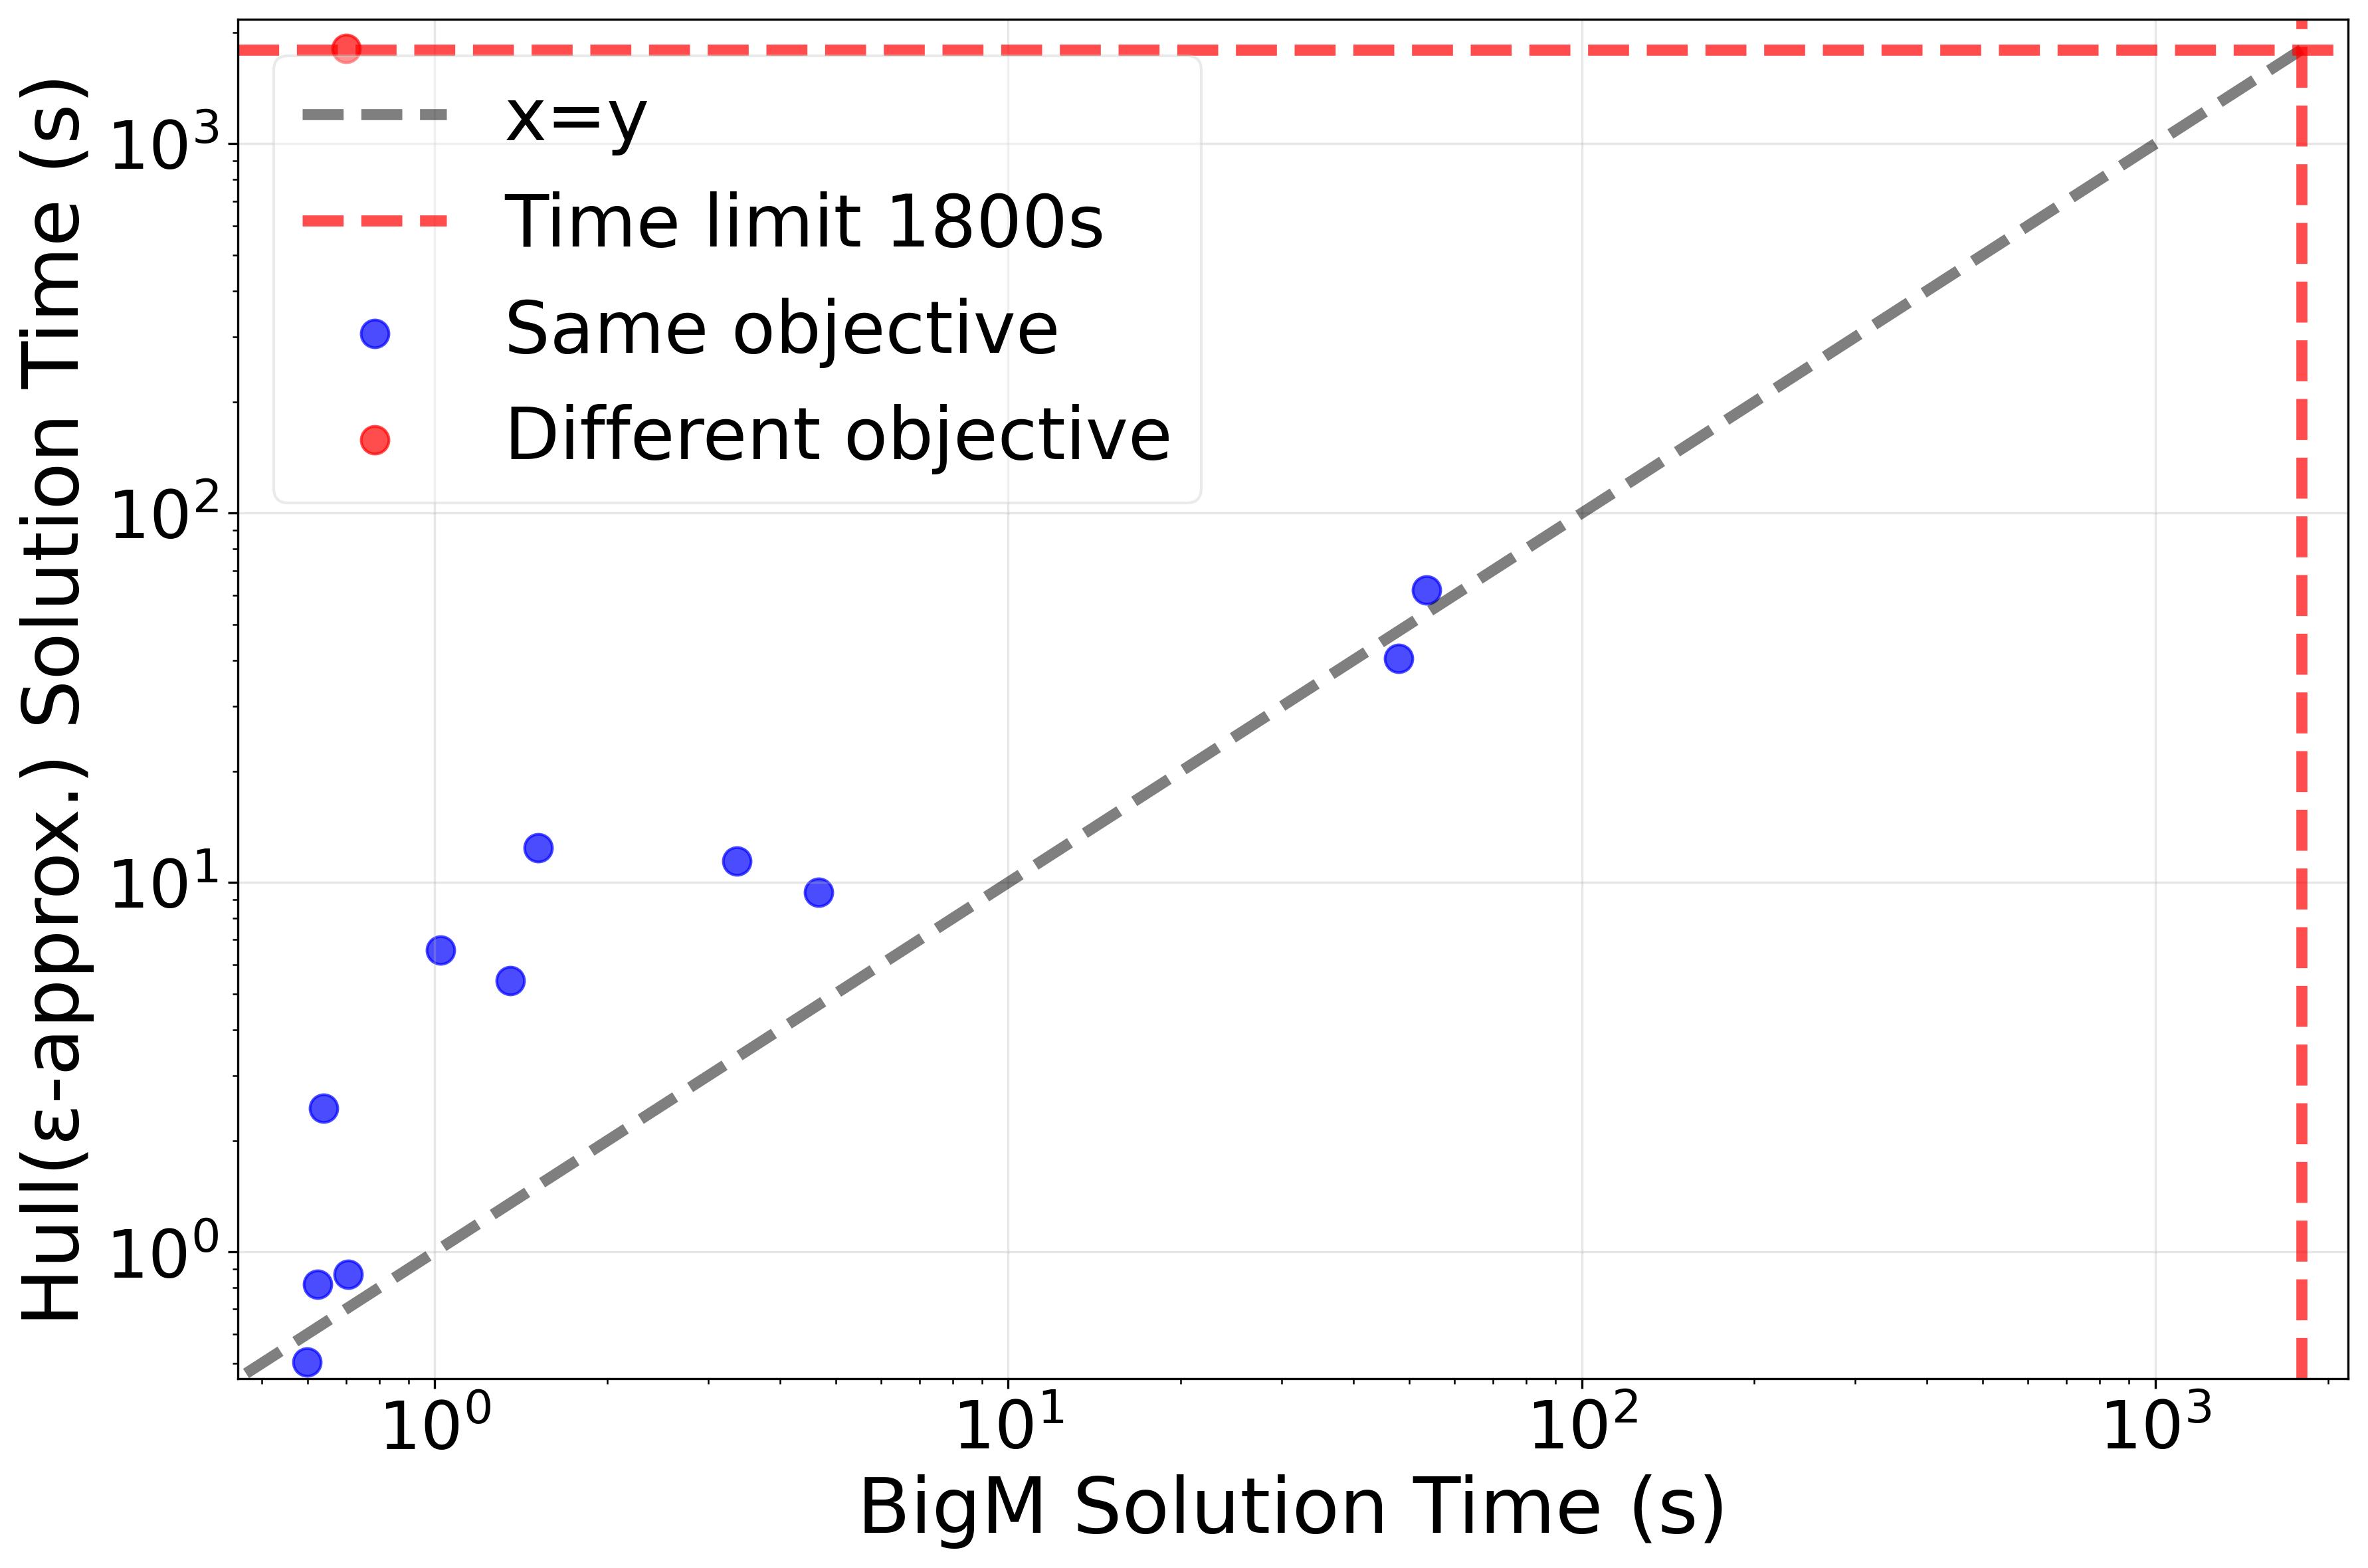 Hull(ε-approx.) Solution Time (s)
10³
10²
10¹
10⁰
x=y
Time limit 1800s
Same objective
Different objective
10⁰ 10¹ 10² 10³
BigM Solution Time (s)